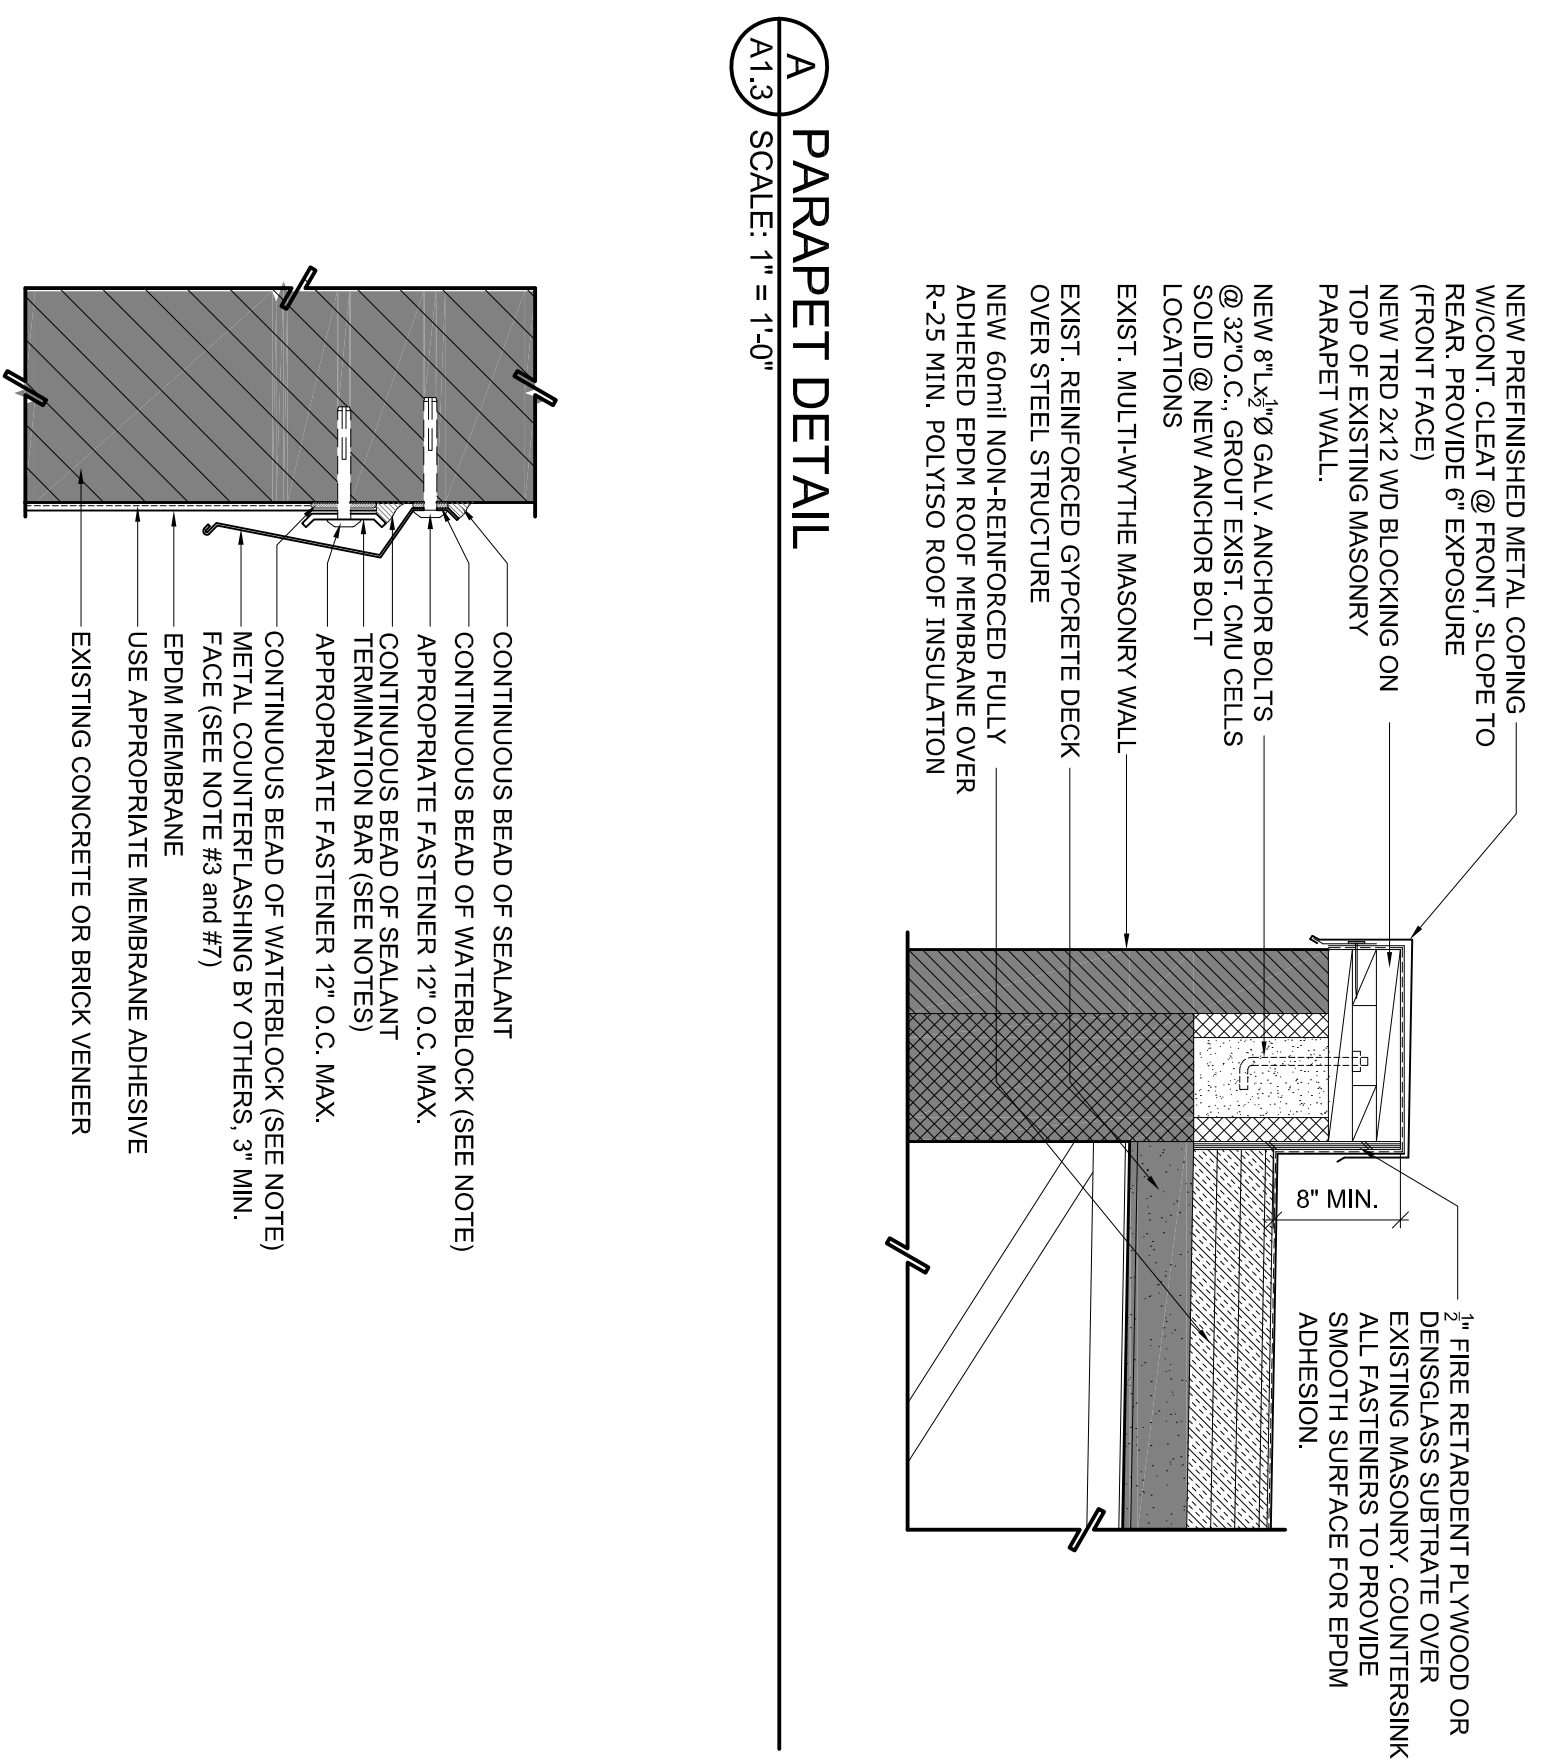 NEW PREFINISHED METAL COPING
W/CONT. CLEAT @ FRONT, SLOPE TO
REAR. PROVIDE 6" EXPOSURE
(FRONT FACE)
NEW TRD 2x12 WD BLOCKING ON
TOP OF EXISTING MASONRY
PARAPET WALL.
NEW 8"Lx½"Ø GALV. ANCHOR BOLTS
@ 32"O.C., GROUT EXIST. CMU CELLS
SOLID @ NEW ANCHOR BOLT
LOCATIONS
EXIST. MULTI-WYTHE MASONRY WALL
EXIST. REINFORCED GYPCRETE DECK
OVER STEEL STRUCTURE
NEW 60mil NON-REINFORCED FULLY
ADHERED EPDM ROOF MEMBRANE OVER
R-25 MIN. POLYISO ROOF INSULATION
8" MIN.
½" FIRE RETARDENT PLYWOOD OR
DENSGLASS SUBTRATE OVER
EXISTING MASONRY. COUNTERSINK
ALL FASTENERS TO PROVIDE
SMOOTH SURFACE FOR EPDM
ADHESION.
A
A1.3
PARAPET DETAIL
SCALE: 1" = 1'-0"
CONTINUOUS BEAD OF SEALANT
CONTINUOUS BEAD OF WATERBLOCK (SEE NOTE)
APPROPRIATE FASTENER 12" O.C. MAX.
CONTINUOUS BEAD OF SEALANT
TERMINATION BAR (SEE NOTES)
APPROPRIATE FASTENER 12" O.C. MAX.
CONTINUOUS BEAD OF WATERBLOCK (SEE NOTE)
METAL COUNTERFLASHING BY OTHERS, 3" MIN.
FACE (SEE NOTE #3 and #7)
EPDM MEMBRANE
USE APPROPRIATE MEMBRANE ADHESIVE
EXISTING CONCRETE OR BRICK VENEER